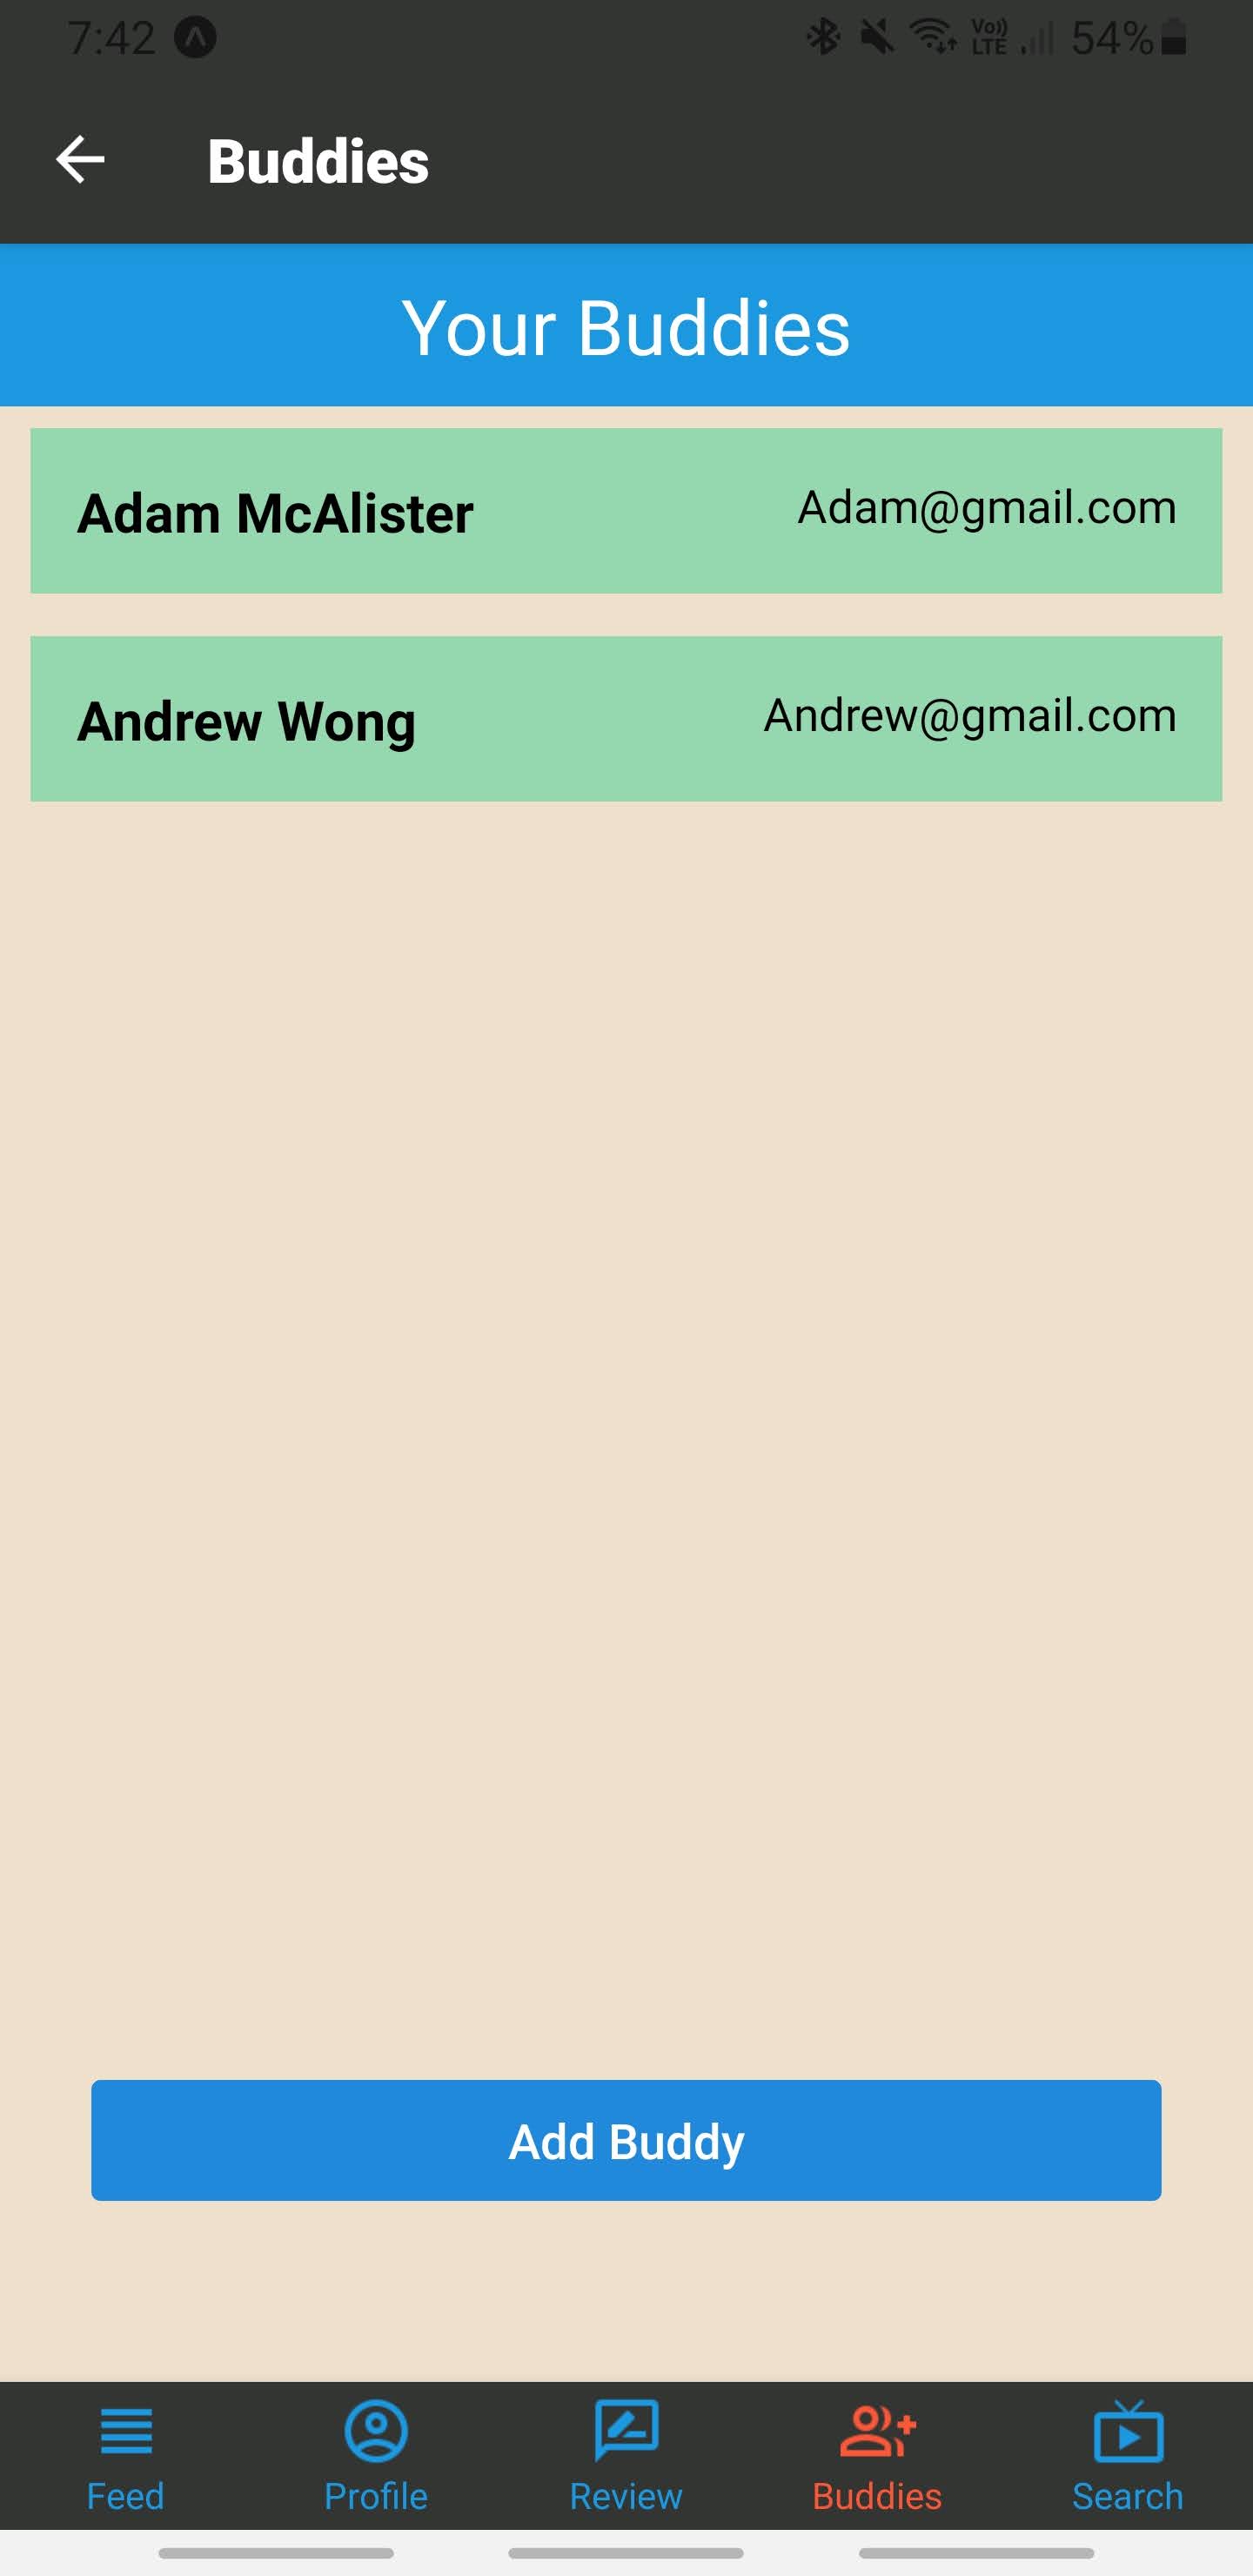 7:42 Vo)) LTE 54%
Buddies
Your Buddies
Adam McAlister Adam@gmail.com
Andrew Wong Andrew@gmail.com
Add Buddy
Feed Profile Review Buddies Search